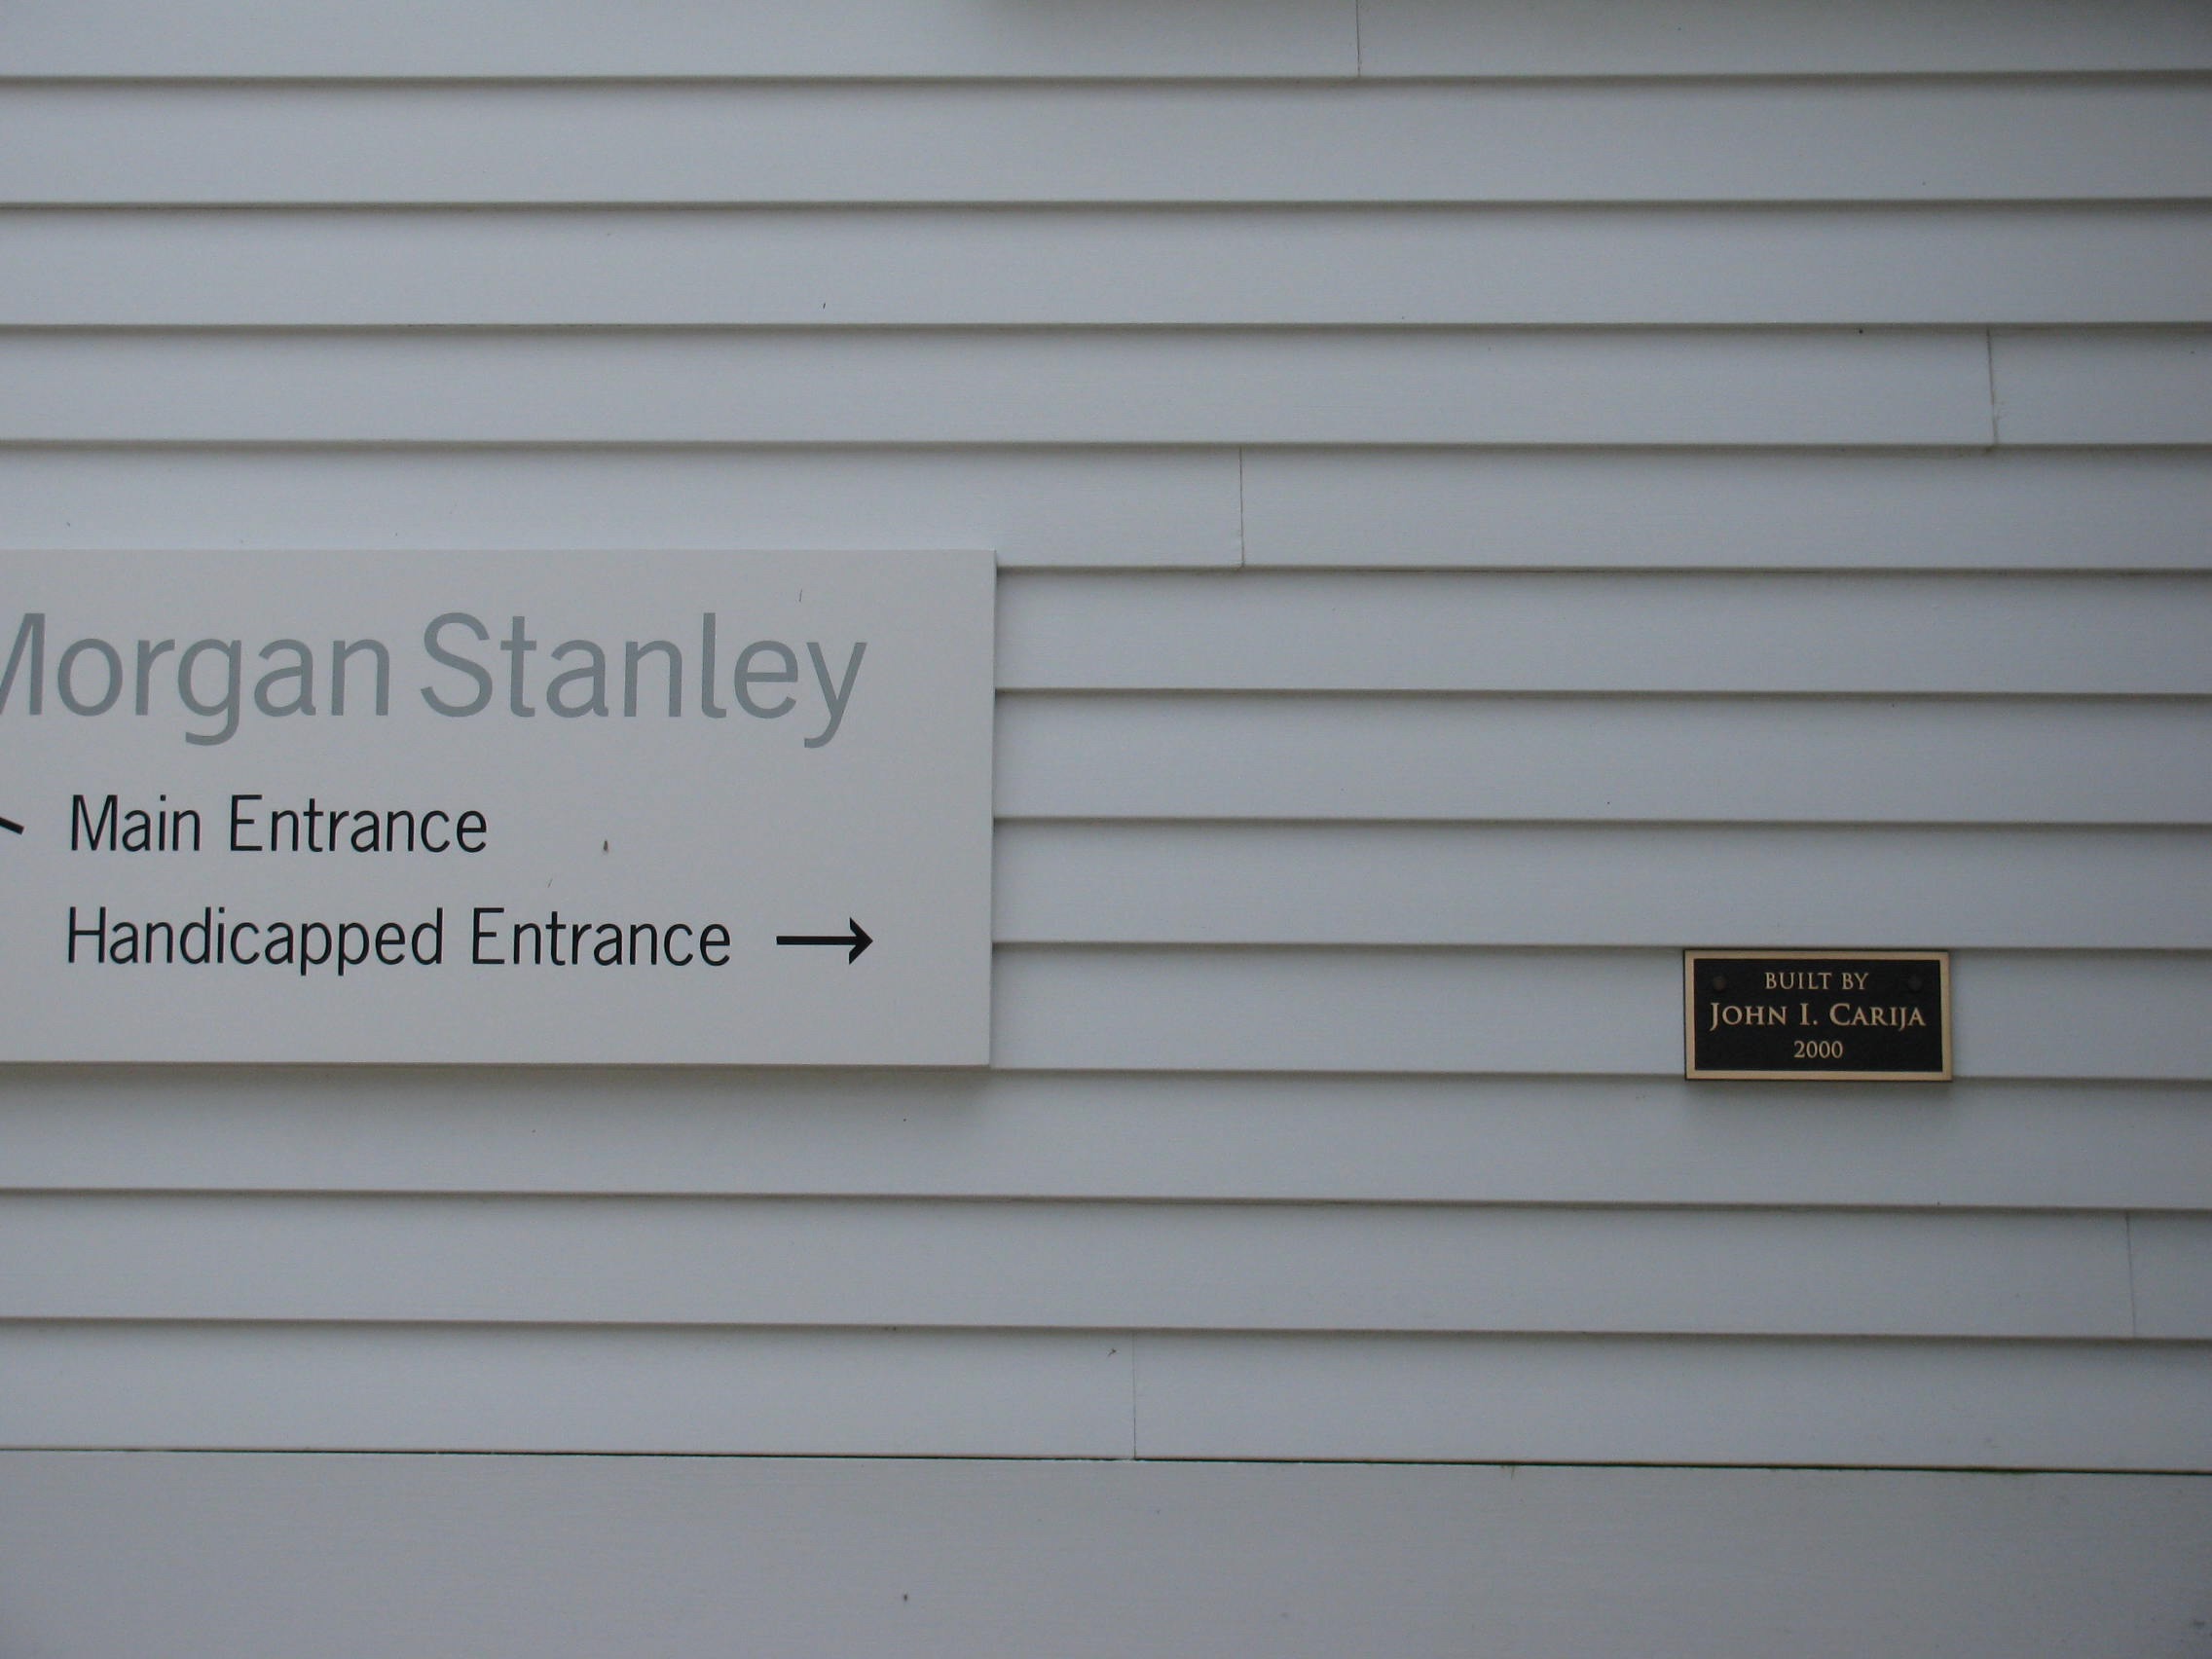 Morgan Stanley
Main Entrance
Handicapped Entrance →
BUILT BY
JOHN I. CARIJA
2000